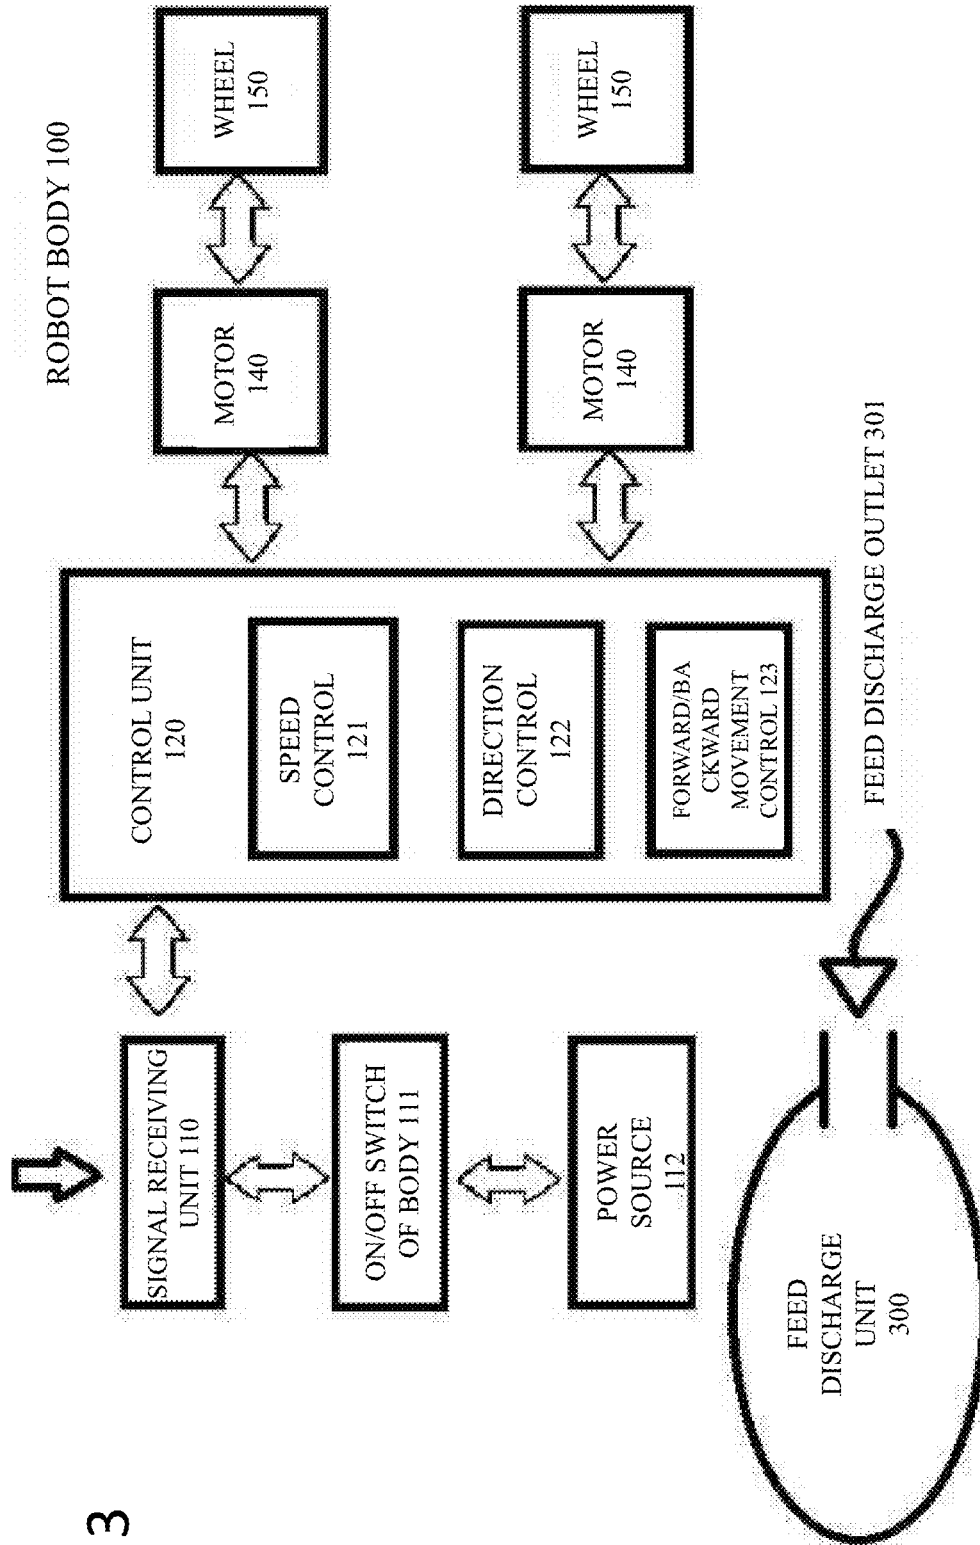 3
ROBOT BODY 100
SIGNAL RECEIVING
UNIT 110
ON/OFF SWITCH
OF BODY 111
POWER
SOURCE
112
CONTROL UNIT
120
SPEED
CONTROL
121
DIRECTION
CONTROL
122
FORWARD/BA
CKWARD
MOVEMENT
CONTROL 123
MOTOR
140
WHEEL
150
MOTOR
140
WHEEL
150
FEED
DISCHARGE
UNIT
300
FEED DISCHARGE OUTLET 301